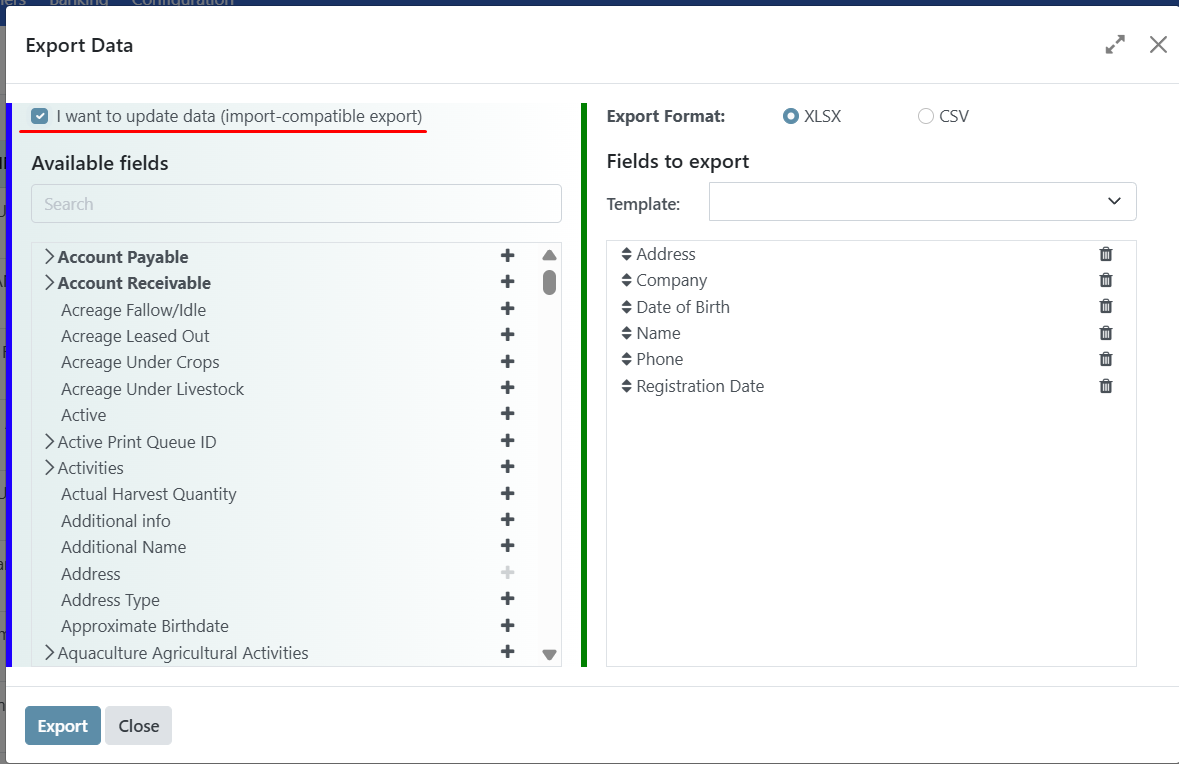 Banking
Configuration
Export Data
I want to update data (import-compatible export)
Available fields
Search
Account Payable
Account Receivable
Acreage Fallow/Idle
Acreage Leased Out
Acreage Under Crops
Acreage Under Livestock
Active
Active Print Queue ID
Activities
Actual Harvest Quantity
Additional info
Additional Name
Address
Address Type
Approximate Birthdate
Aquaculture Agricultural Activities
Export Format:
XLSX
CSV
Fields to export
Template:
Address
Company
Date of Birth
Name
Phone
Registration Date
Export
Close